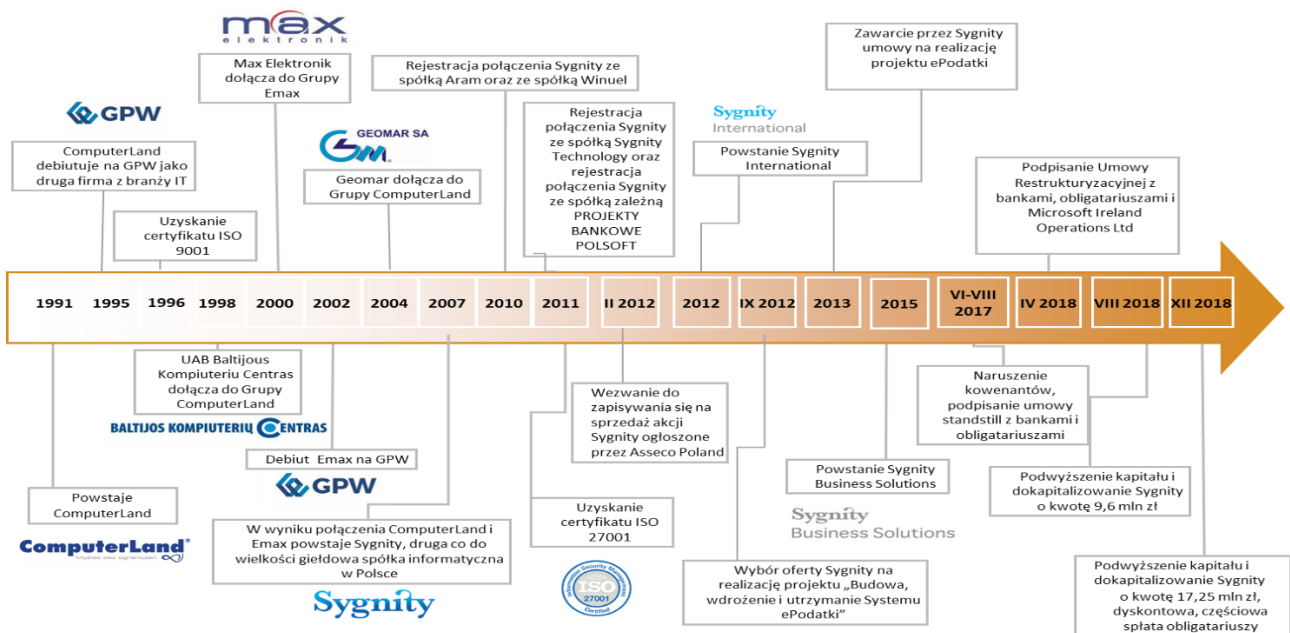 max
elektronik
Max Elektronik
dołącza do Grupy
Emax
Rejestracja połączenia Sygnity ze
spółką Aram oraz ze spółką Winuel
Zawarcie przez Sygnity
umowy na realizację
projektu ePodatki
GPW
ComputerLand
debiutuje na GPW jako
druga firma z branży IT
Uzyskanie
certyfikatu ISO
9001
GEOMAR SA
Gm
Geomar dołącza do
Grupy ComputerLand
Rejestracja
połączenia Sygnity
ze spółką Sygnity
Technology oraz
rejestracja
połączenia Sygnity
ze spółką zależną
PROJEKTY
BANKOWE
POLSOFT
Sygnity
International
Powstanie Sygnity
International
Podpisanie Umowy
Restrukturyzacyjnej z
bankami, obligatariuszami i
Microsoft Ireland
Operations Ltd
1991 1995 1996 1998 2000 2002 2004 2007 2010 2011 II 2012 2012 IX 2012 2013 2015 VI-VIII 2017 IV 2018 VIII 2018 XII 2018
UAB Baltijous
Kompiuteriu Centras
dołącza do Grupy
ComputerLand
BALTIJOS KOMPIUTERIŲ CENTRAS
Debiut Emax na GPW
GPW
Powstaje
ComputerLand
ComputerLand
Myśleć bez ograniczeń
W wyniku połączenia ComputerLand i
Emax powstaje Sygnity, druga co do
wielkości giełdowa spółka informatyczna
w Polsce
Sygnity
Uzyskanie
certyfikatu ISO
27001
Information Security Management
ISO
27001
Certified
Wezwanie do
zapisywania się na
sprzedaż akcji
Sygnity ogłoszone
przez Asseco Poland
Wybór oferty Sygnity na
realizację projektu „Budowa,
wdrożenie i utrzymanie Systemu
ePodatki”
Powstanie Sygnity
Business Solutions
Sygnity
Business Solutions
Naruszenie
kowenantów,
podpisanie umowy
standstill z bankami i
obligatariuszami
Podwyższenie kapitału i
dokapitalizowanie Sygnity
o kwotę 9,6 mln zł
Podwyższenie kapitału i
dokapitalizowanie Sygnity
o kwotę 17,25 mln zł,
dyskontowa, częściowa
spłata obligatariuszy